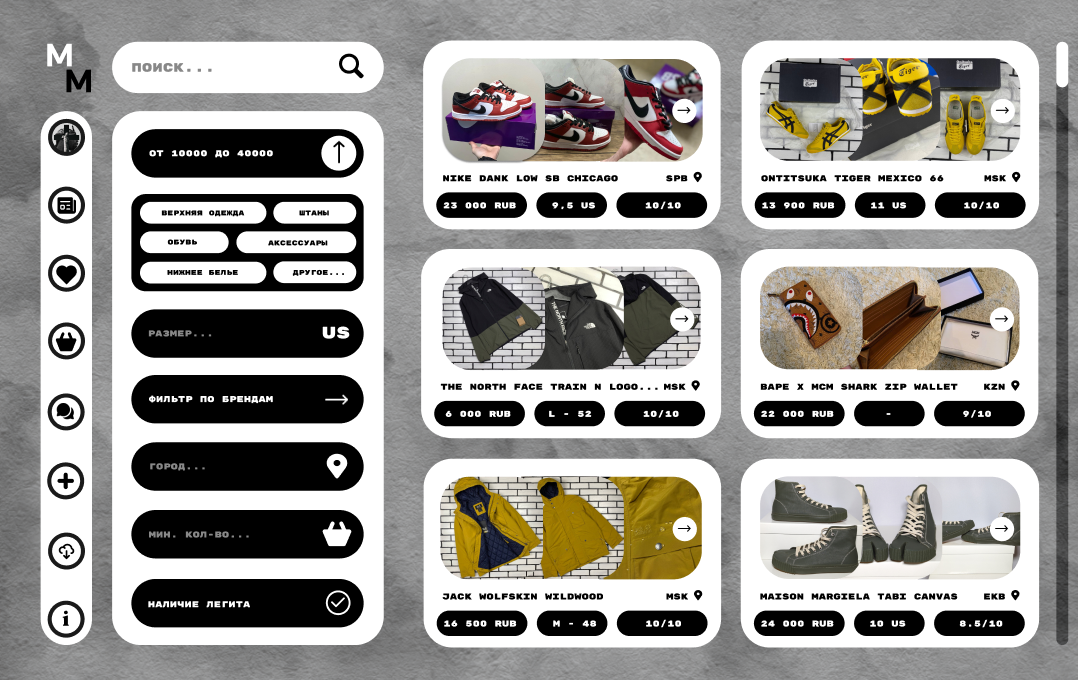 M
M
ПОИСК...
ОТ 10000 ДО 40000
ВЕРХНЯЯ ОДЕЖДА
ШТАНЫ
ОБУВЬ
АКСЕССУАРЫ
НИЖНЕЕ БЕЛЬЕ
ДРУГОЕ...
РАЗМЕР...
US
ФИЛЬТР ПО БРЕНДАМ
ГОРОД...
МИН. КОЛ-ВО...
НАЛИЧИЕ ЛЕГИТА
NIKE DANK LOW SB CHICAGO
SPB
23 000 RUB
9,5 US
10/10
Tiger
ONTITSUKA TIGER MEXICO 66
MSK
13 900 RUB
11 US
10/10
THE NORTH FACE
THE NORTH FACE TRAIN N LOGO...
MSK
6 000 RUB
L - 52
10/10
BAPE X MCM SHARK ZIP WALLET
KZN
22 000 RUB
-
9/10
JACK WOLFSKIN WILDWOOD
MSK
16 500 RUB
M - 48
10/10
MAISON MARGIELA TABI CANVAS
EKB
24 000 RUB
10 US
8.5/10